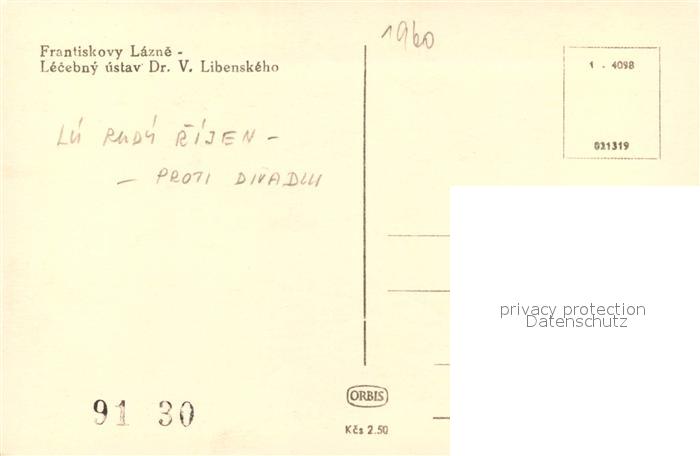 Frantiskovy Lázně -
Léčebný ústav Dr. V. Libenského
1960
1 - 4098
021319
LÚ RUDÝ ŘÍJEN -
- PROTI DIVADLU
privacy protection
Datenschutz
91 30
ORBIS
Kčs 2.50